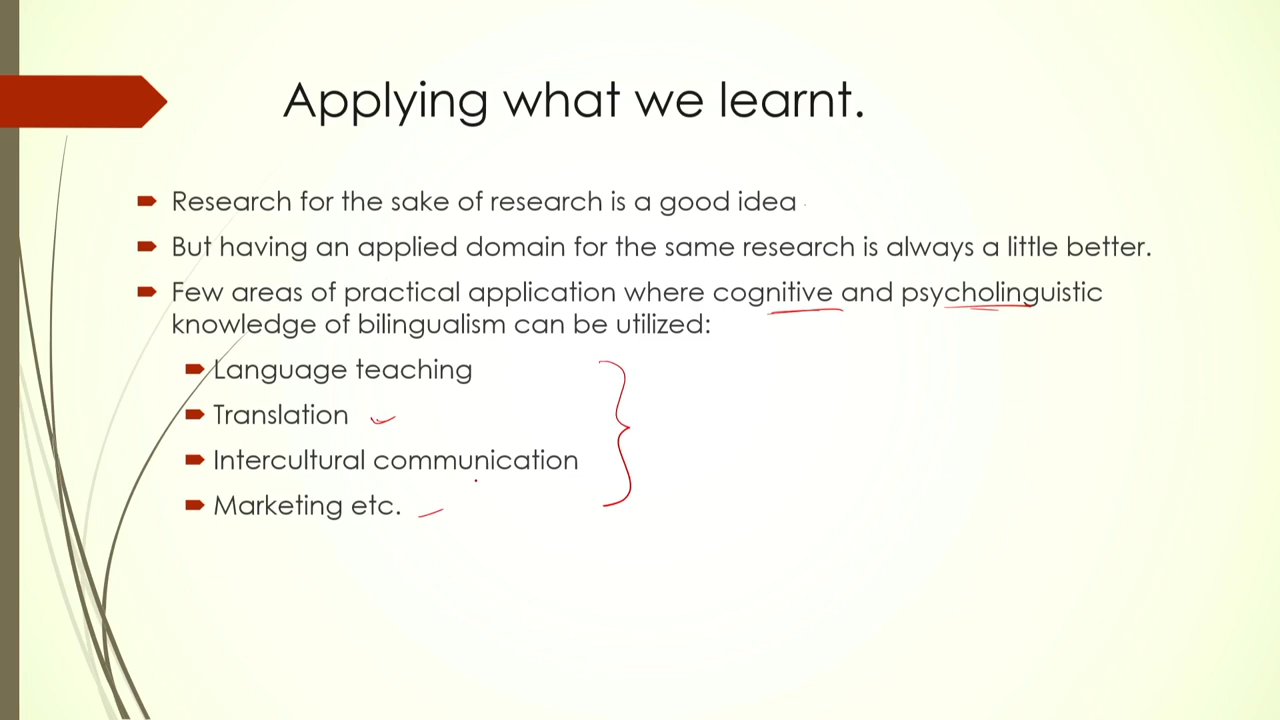 Applying what we learnt.
Research for the sake of research is a good idea
But having an applied domain for the same research is always a little better.
Few areas of practical application where cognitive and psycholinguistic
knowledge of bilingualism can be utilized:
Language teaching
Translation
Intercultural communication
Marketing etc.